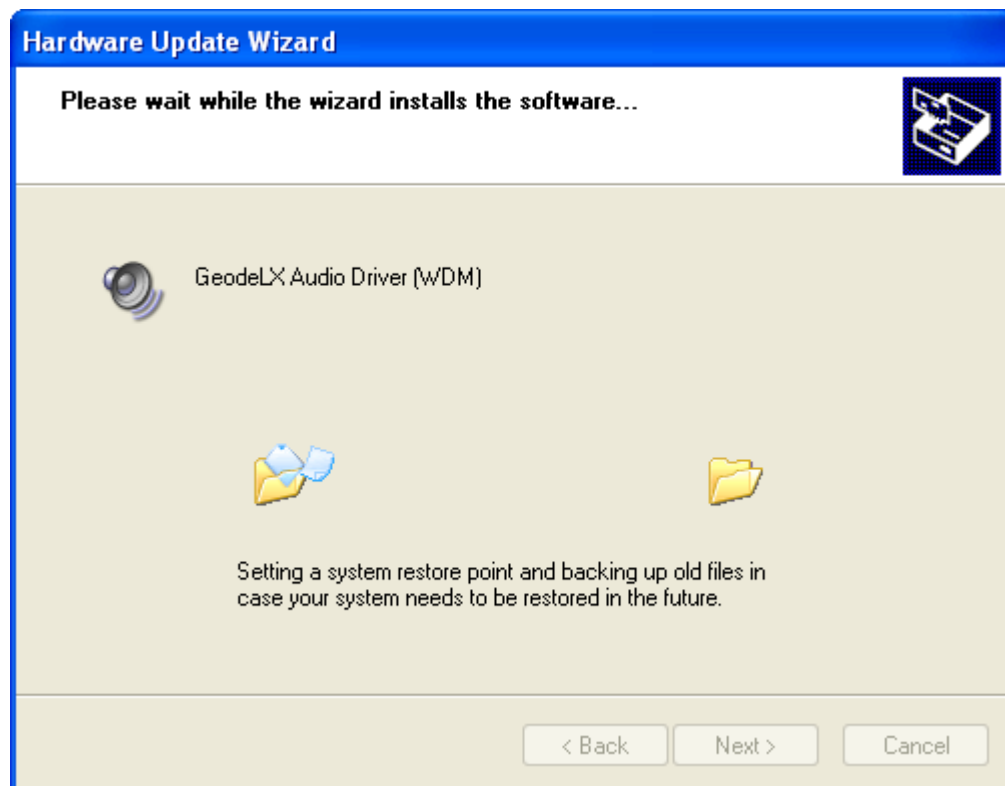 Hardware Update Wizard
Please wait while the wizard installs the software...
GeodeLX Audio Driver (WDM)
Setting a system restore point and backing up old files in
case your system needs to be restored in the future.
< Back
Next >
Cancel